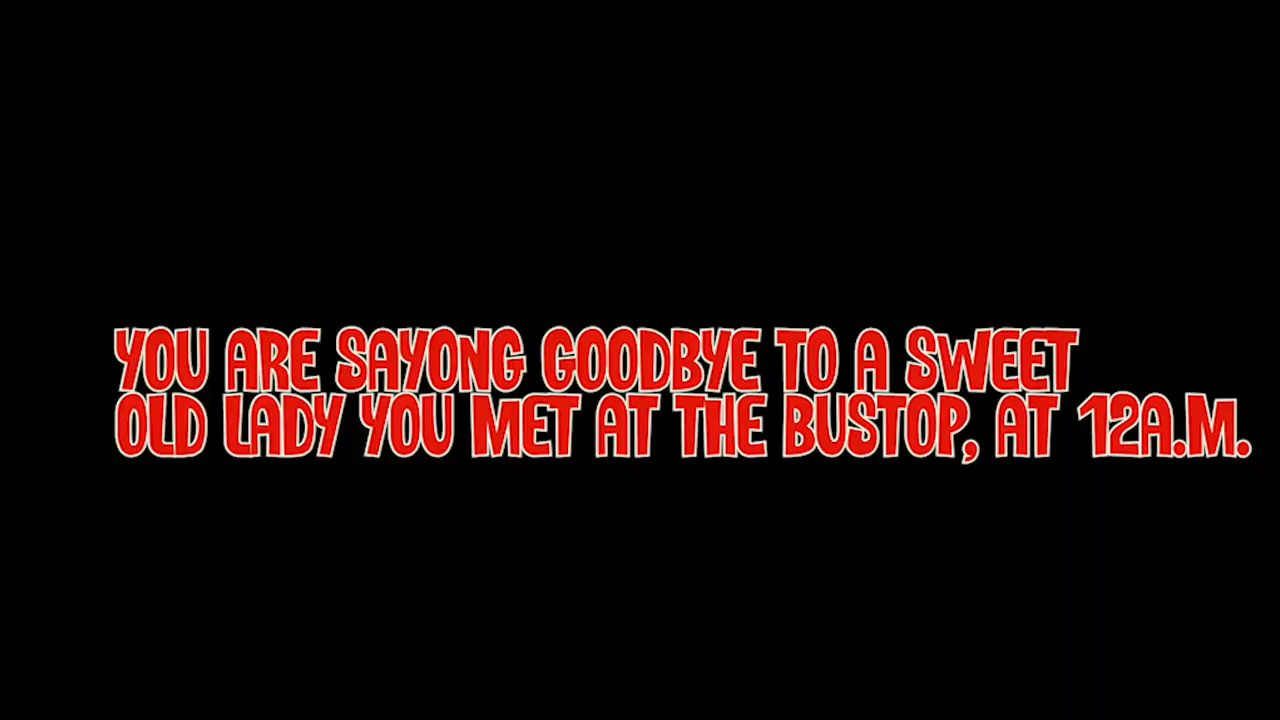 YOU ARE SAYONG GOODBYE TO A SWEET
OLD LADY YOU MET AT THE BUSTOP, AT 12A.M.